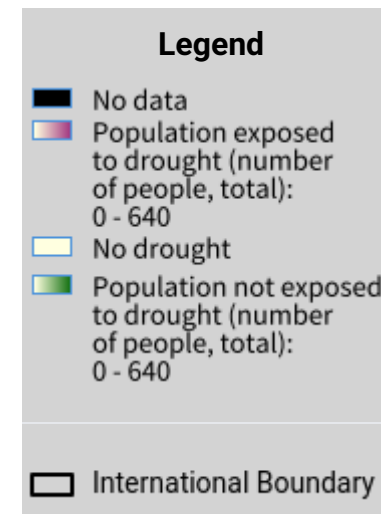 Legend
No data
Population exposed
to drought (number
of people, total):
0 - 640
No drought
Population not exposed
to drought (number
of people, total):
0 - 640
International Boundary